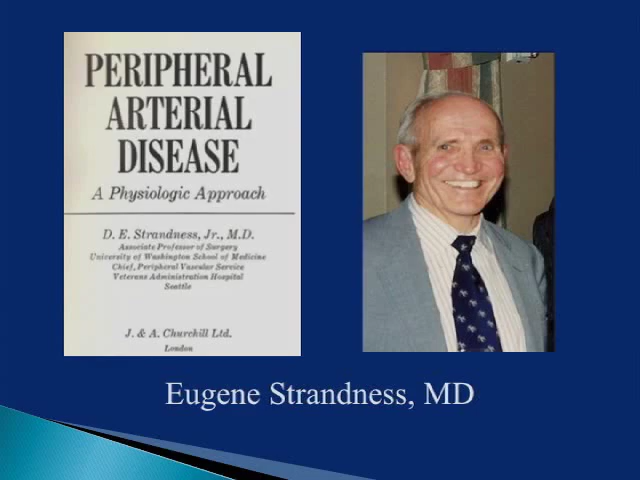 PERIPHERAL
ARTERIAL
DISEASE
A Physiologic Approach
D. E. Strandness, Jr., M.D.
Associate Professor of Surgery
University of Washington School of Medicine
Chief, Peripheral Vascular Service
Veterans Administration Hospital
Seattle
J. & A. Churchill Ltd.
London
Eugene Strandness, MD